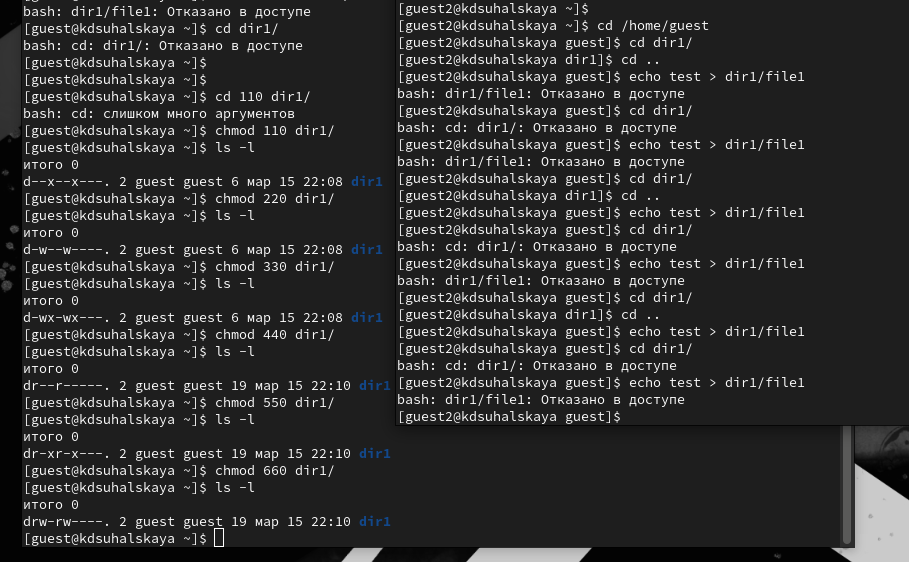 bash: dir1/file1: Отказано в доступе
[guest@kdsuhalskaya ~]$ cd dir1/
bash: cd: dir1/: Отказано в доступе
[guest@kdsuhalskaya ~]$
[guest@kdsuhalskaya ~]$
[guest@kdsuhalskaya ~]$ cd 110 dir1/
bash: cd: слишком много аргументов
[guest@kdsuhalskaya ~]$ chmod 110 dir1/
[guest@kdsuhalskaya ~]$ ls -l
итого 0
d--x--x---. 2 guest guest 6 мар 15 22:08 dir1
[guest@kdsuhalskaya ~]$ chmod 220 dir1/
[guest@kdsuhalskaya ~]$ ls -l
итого 0
d-w--w----. 2 guest guest 6 мар 15 22:08 dir1
[guest@kdsuhalskaya ~]$ chmod 330 dir1/
[guest@kdsuhalskaya ~]$ ls -l
итого 0
d-wx-wx---. 2 guest guest 6 мар 15 22:08 dir1
[guest@kdsuhalskaya ~]$ chmod 440 dir1/
[guest@kdsuhalskaya ~]$ ls -l
итого 0
dr--r-----. 2 guest guest 19 мар 15 22:10 dir1
[guest@kdsuhalskaya ~]$ chmod 550 dir1/
[guest@kdsuhalskaya ~]$ ls -l
итого 0
dr-xr-x---. 2 guest guest 19 мар 15 22:10 dir1
[guest@kdsuhalskaya ~]$ chmod 660 dir1/
[guest@kdsuhalskaya ~]$ ls -l
итого 0
drw-rw----. 2 guest guest 19 мар 15 22:10 dir1
[guest@kdsuhalskaya ~]$
[guest2@kdsuhalskaya ~]$
[guest2@kdsuhalskaya ~]$ cd /home/guest
[guest2@kdsuhalskaya guest]$ cd dir1/
[guest2@kdsuhalskaya dir1]$ cd ..
[guest2@kdsuhalskaya guest]$ echo test > dir1/file1
bash: dir1/file1: Отказано в доступе
[guest2@kdsuhalskaya guest]$ cd dir1/
bash: cd: dir1/: Отказано в доступе
[guest2@kdsuhalskaya guest]$ echo test > dir1/file1
bash: dir1/file1: Отказано в доступе
[guest2@kdsuhalskaya guest]$ cd dir1/
[guest2@kdsuhalskaya dir1]$ cd ..
[guest2@kdsuhalskaya guest]$ echo test > dir1/file1
[guest2@kdsuhalskaya guest]$ cd dir1/
bash: cd: dir1/: Отказано в доступе
[guest2@kdsuhalskaya guest]$ echo test > dir1/file1
bash: dir1/file1: Отказано в доступе
[guest2@kdsuhalskaya guest]$ cd dir1/
[guest2@kdsuhalskaya dir1]$ cd ..
[guest2@kdsuhalskaya guest]$ echo test > dir1/file1
[guest2@kdsuhalskaya guest]$ cd dir1/
bash: cd: dir1/: Отказано в доступе
[guest2@kdsuhalskaya guest]$ echo test > dir1/file1
bash: dir1/file1: Отказано в доступе
[guest2@kdsuhalskaya guest]$